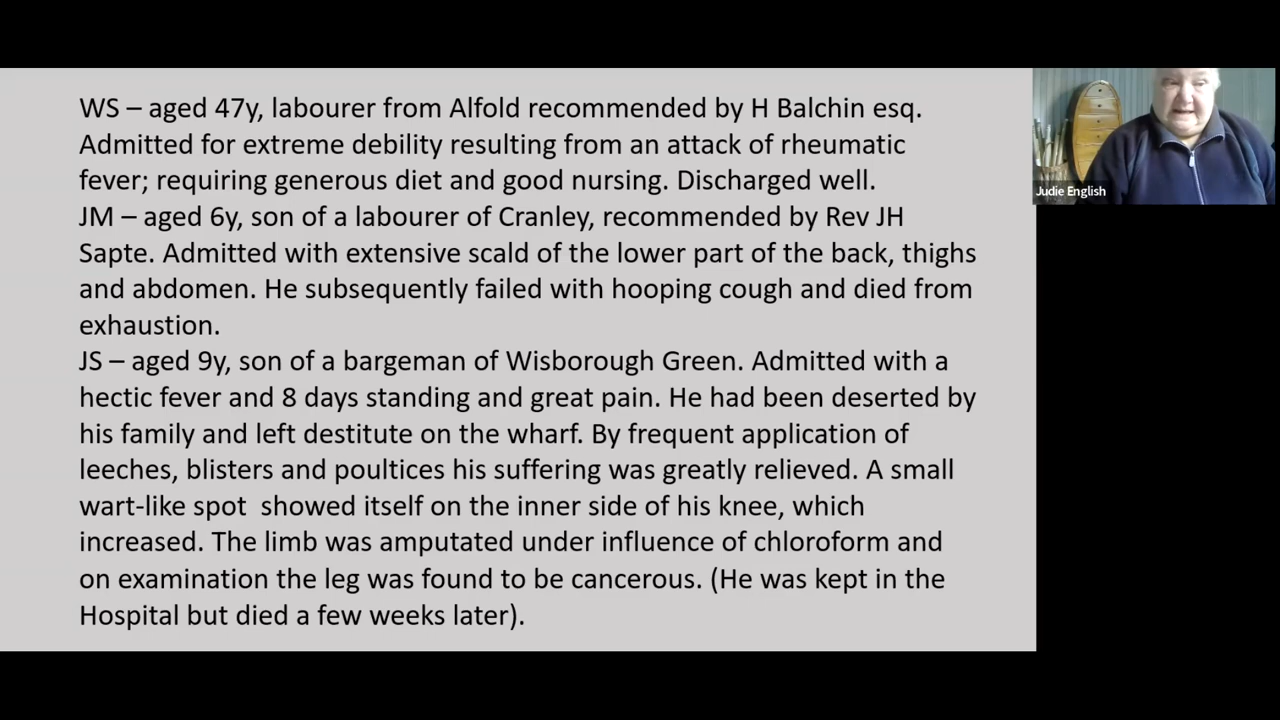 WS – aged 47y, labourer from Alfold recommended by H Balchin esq.
Admitted for extreme debility resulting from an attack of rheumatic
fever; requiring generous diet and good nursing. Discharged well.
JM – aged 6y, son of a labourer of Cranley, recommended by Rev JH
Sapte. Admitted with extensive scald of the lower part of the back, thighs
and abdomen. He subsequently failed with hooping cough and died from
exhaustion.
JS – aged 9y, son of a bargeman of Wisborough Green. Admitted with a
hectic fever and 8 days standing and great pain. He had been deserted by
his family and left destitute on the wharf. By frequent application of
leeches, blisters and poultices his suffering was greatly relieved. A small
wart-like spot  showed itself on the inner side of his knee, which
increased. The limb was amputated under influence of chloroform and
on examination the leg was found to be cancerous. (He was kept in the
Hospital but died a few weeks later).
Judie English